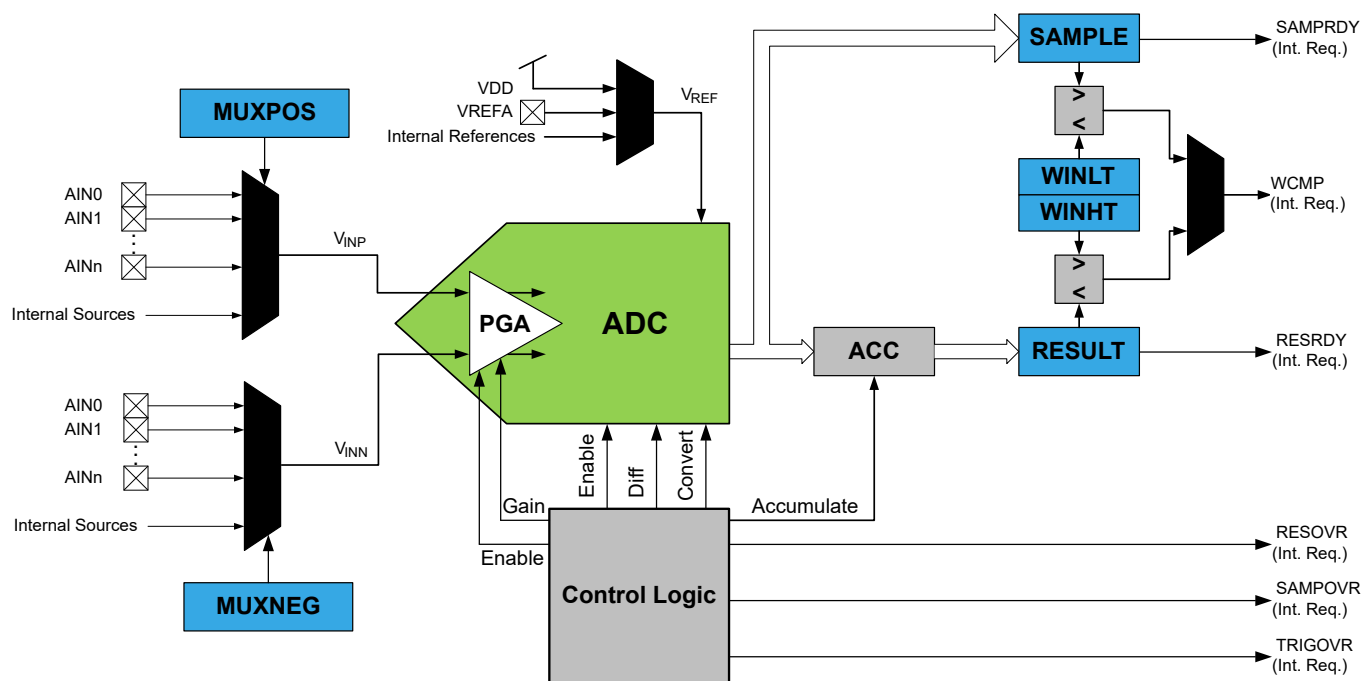 SAMPRDY
(Int. Req.)
SAMPLE
VDD
VREFA
Internal References
VREF
MUXPOS
>
<
WINLT
WINHT
WCMP
(Int. Req.)
AIN0
AIN1
AINn
Internal Sources
VINP
PGA
ADC
>
<
ACC
RESULT
RESRDY
(Int. Req.)
AIN0
AIN1
AINn
Internal Sources
VINN
MUXNEG
Gain
Enable
Enable
Diff
Convert
Accumulate
Control Logic
RESOVR
(Int. Req.)
SAMPOVR
(Int. Req.)
TRIGOVR
(Int. Req.)